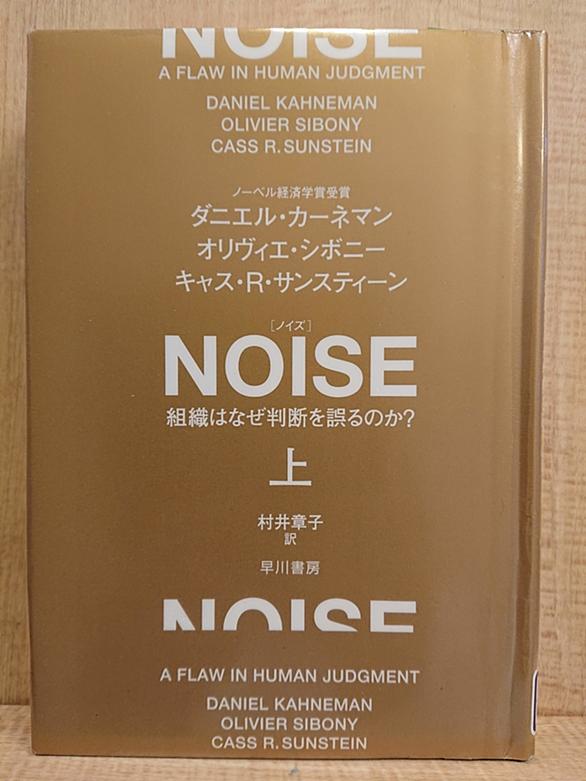 NOISE
A FLAW IN HUMAN JUDGMENT
DANIEL KAHNEMAN
OLIVIER SIBONY
CASS R. SUNSTEIN
ノーベル経済学賞受賞
ダニエル・カーネマン
オリヴィエ・シボニー
キャス・R・サンスティーン
[ノイズ]
NOISE
組織はなぜ判断を誤るのか?
上
村井章子
訳
早川書房
NOISE
A FLAW IN HUMAN JUDGMENT
DANIEL KAHNEMAN
OLIVIER SIBONY
CASS R. SUNSTEIN